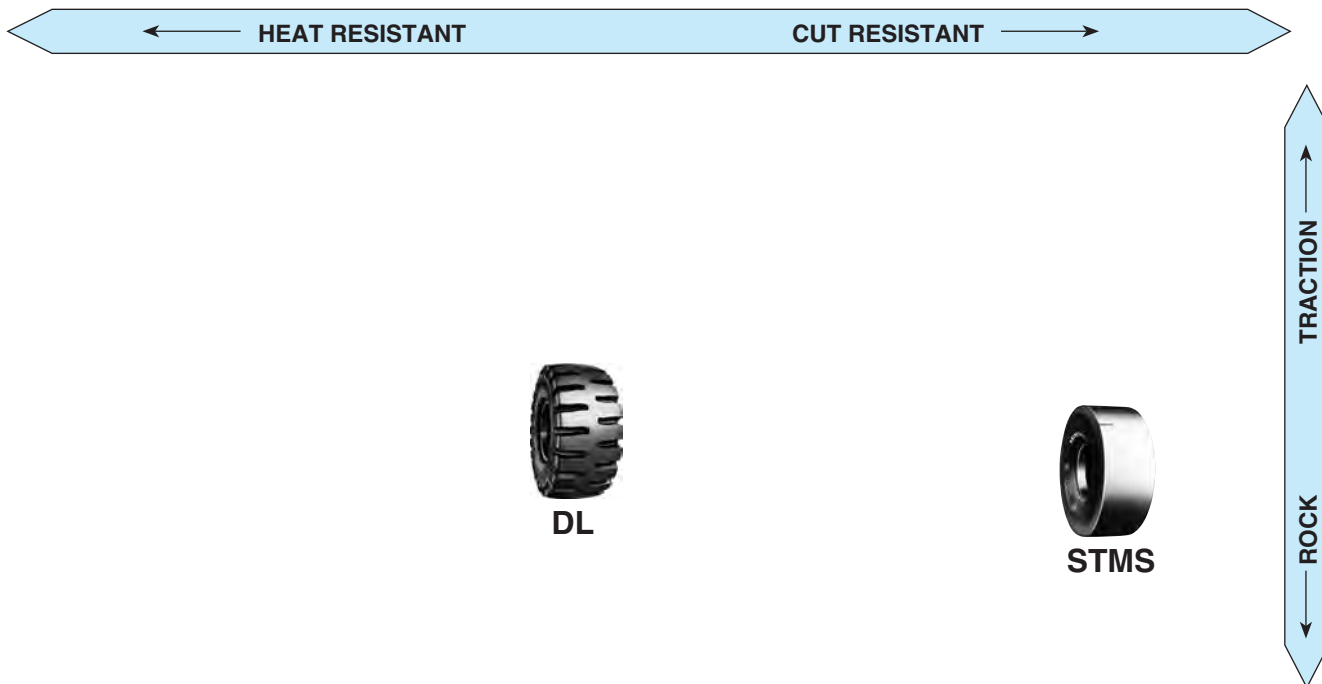 HEAT RESISTANT
CUT RESISTANT
TRACTION
ROCK
DL
STMS